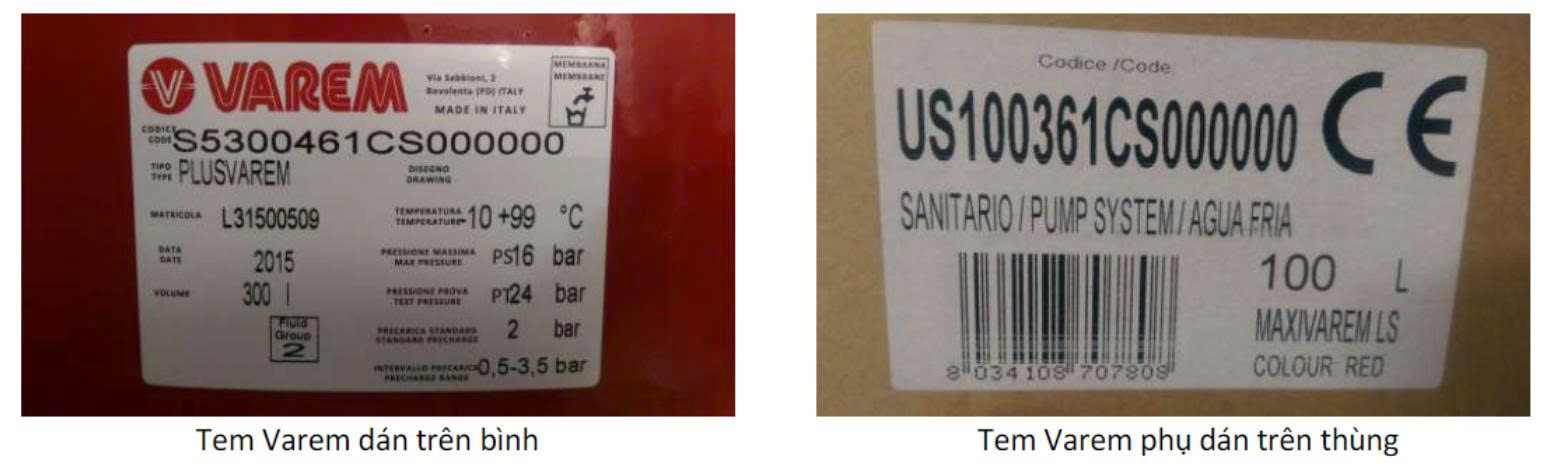 VAREM
Via Sabbioni, 2
Bovolenta (PD) ITALY
MADE IN ITALY
MEMBRANA
MEMBRANE
CODICE
CODE S5300461CS000000
TIPO
TYPE PLUSVAREM
DISEGNO
DRAWING
MATRICOLA L31500509
TEMPERATURA
TEMPERATURE -10 +99 °C
DATA
DATE 2015
PRESSIONE MASSIMA
MAX PRESSURE PS16 bar
VOLUME 300 l
PRESSIONE PROVA
TEST PRESSURE PT24 bar
Fluid
Group
2
PRECARICA STANDARD
STANDARD PRECHARGE 2 bar
INTERVALLO PRECARICA
PRECHARGE RANGE 0,5-3,5 bar
Tem Varem dán trên bình
Codice /Code
US100361CS000000 CE
SANITARIO / PUMP SYSTEM / AGUA FRIA
100 L
MAXIVAREM LS
COLOUR RED
8 034108 707808
Tem Varem phụ dán trên thùng